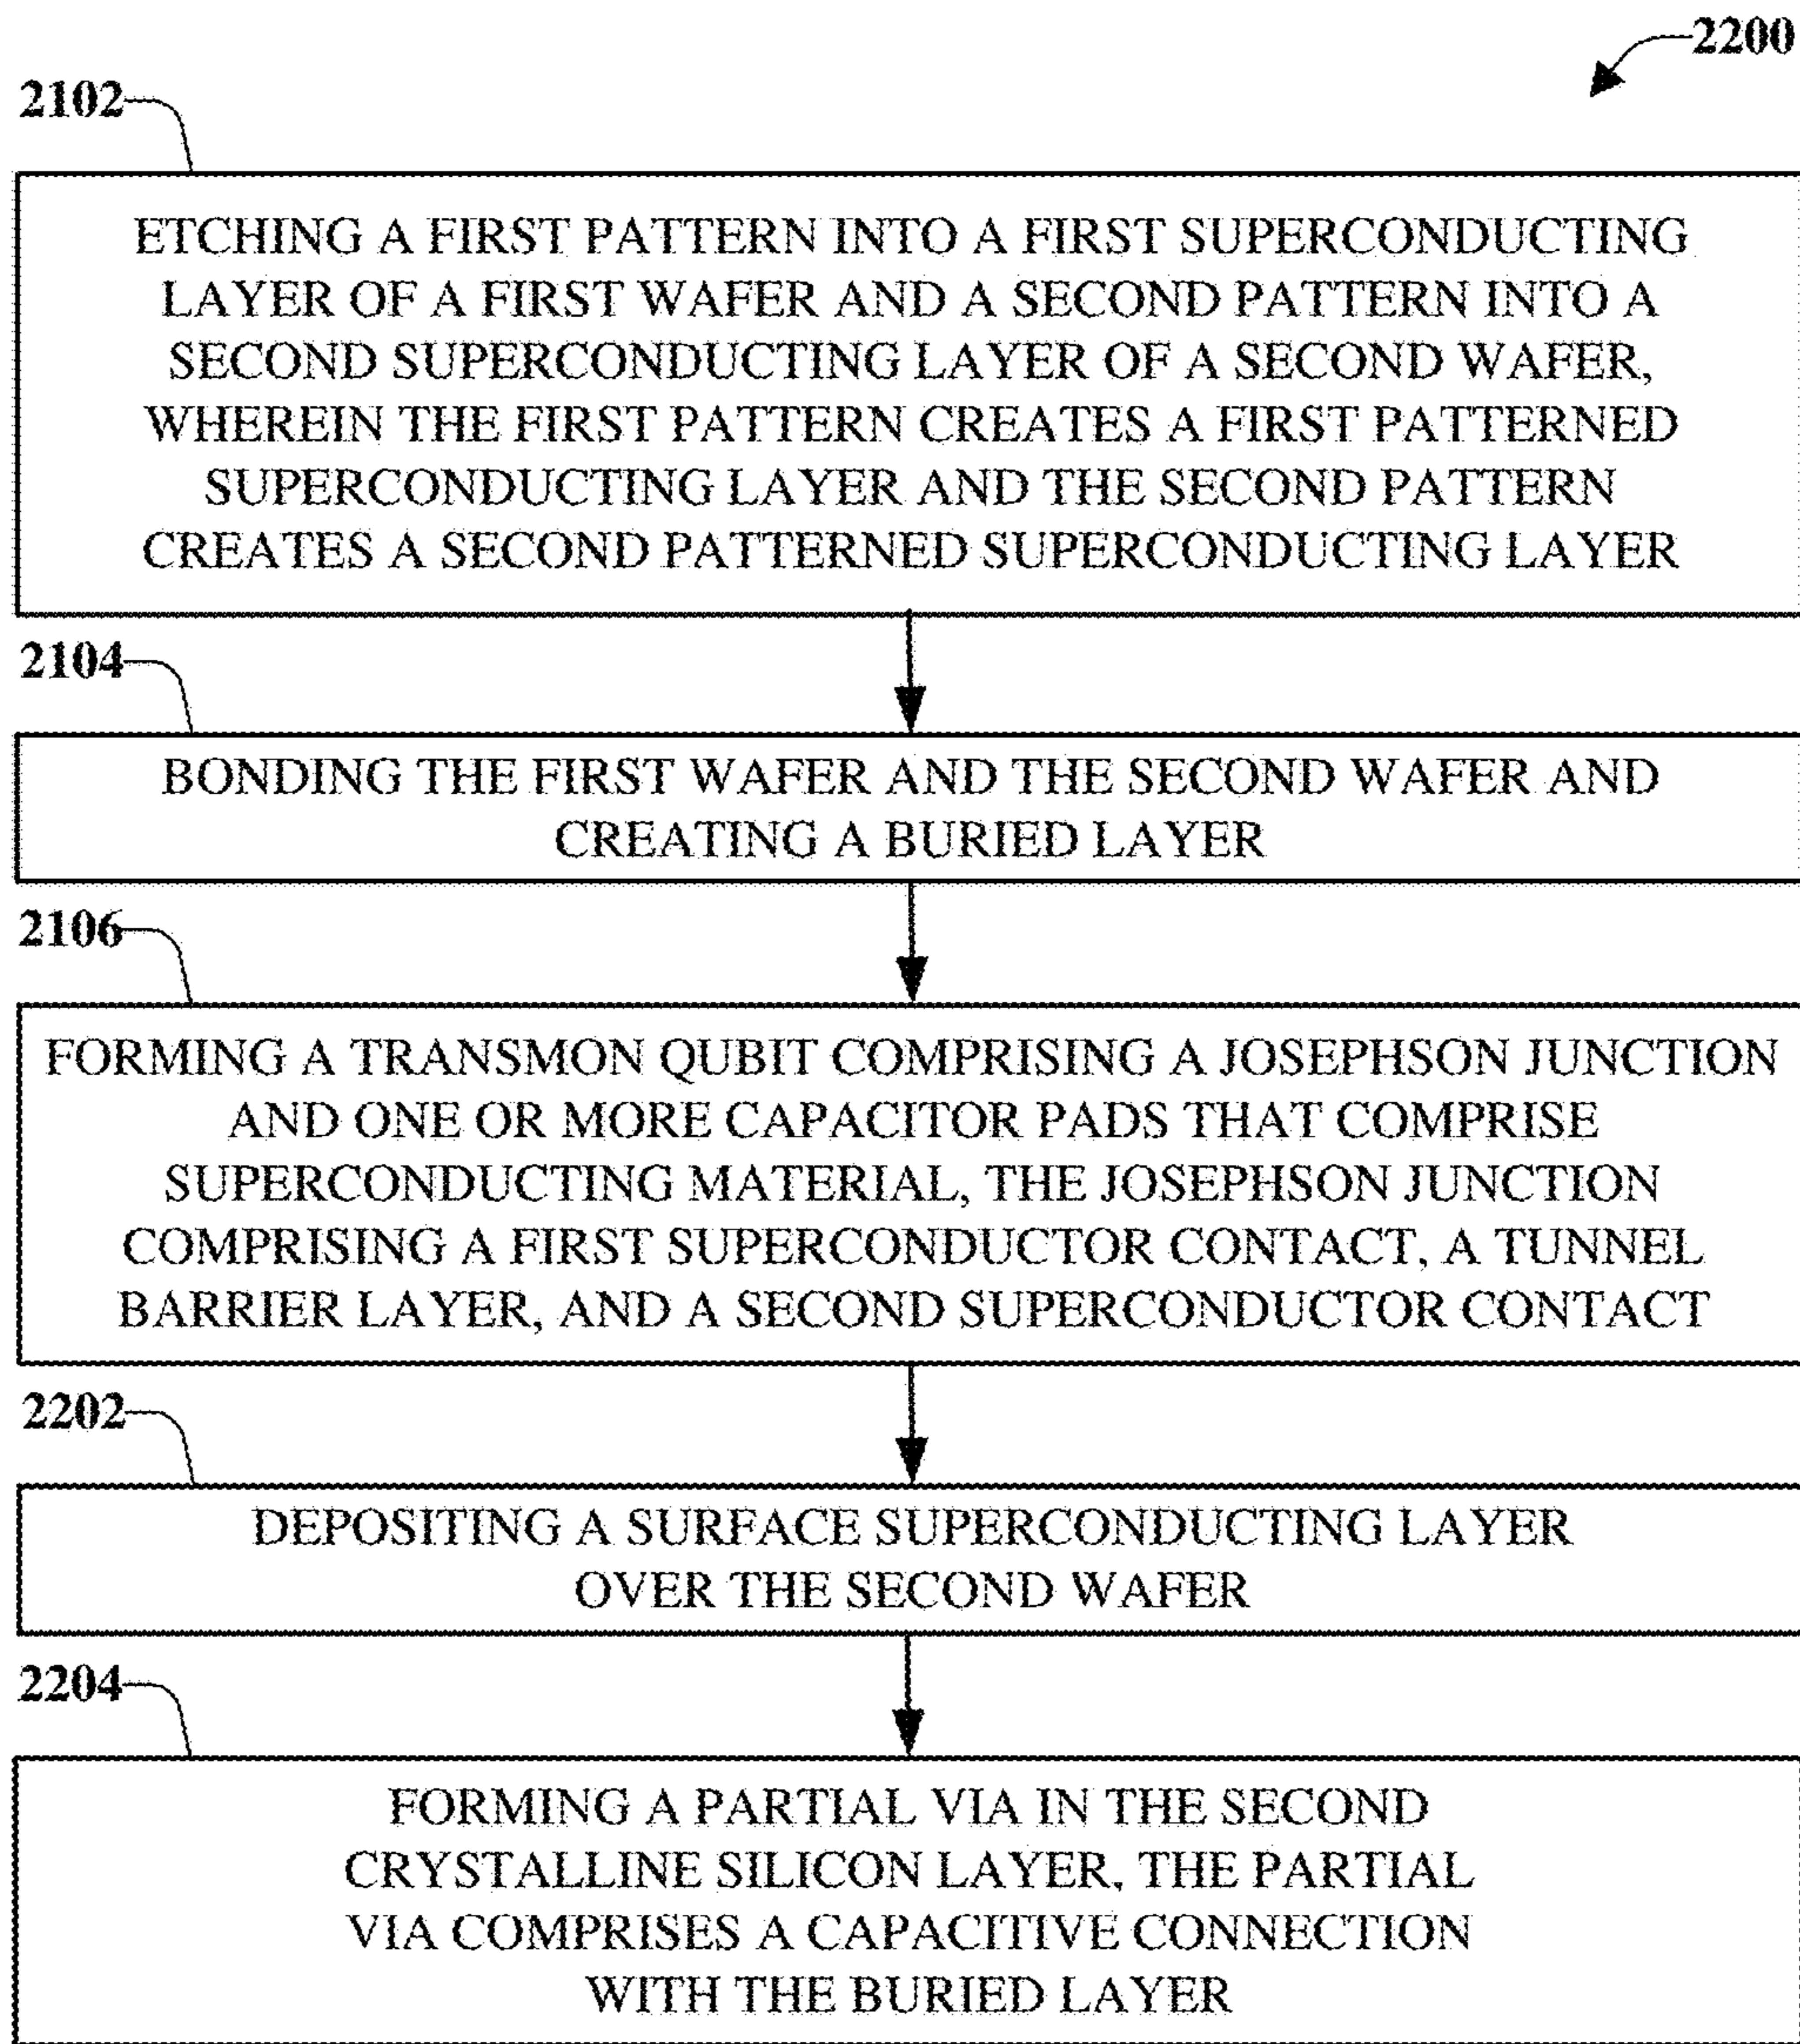 2200
2102
ETCHING A FIRST PATTERN INTO A FIRST SUPERCONDUCTING
LAYER OF A FIRST WAFER AND A SECOND PATTERN INTO A
SECOND SUPERCONDUCTING LAYER OF A SECOND WAFER,
WHEREIN THE FIRST PATTERN CREATES A FIRST PATTERNED
SUPERCONDUCTING LAYER AND THE SECOND PATTERN
CREATES A SECOND PATTERNED SUPERCONDUCTING LAYER
2104
BONDING THE FIRST WAFER AND THE SECOND WAFER AND
CREATING A BURIED LAYER
2106
FORMING A TRANSMON QUBIT COMPRISING A JOSEPHSON JUNCTION
AND ONE OR MORE CAPACITOR PADS THAT COMPRISE
SUPERCONDUCTING MATERIAL, THE JOSEPHSON JUNCTION
COMPRISING A FIRST SUPERCONDUCTOR CONTACT, A TUNNEL
BARRIER LAYER, AND A SECOND SUPERCONDUCTOR CONTACT
2202
DEPOSITING A SURFACE SUPERCONDUCTING LAYER
OVER THE SECOND WAFER
2204
FORMING A PARTIAL VIA IN THE SECOND
CRYSTALLINE SILICON LAYER, THE PARTIAL
VIA COMPRISES A CAPACITIVE CONNECTION
WITH THE BURIED LAYER